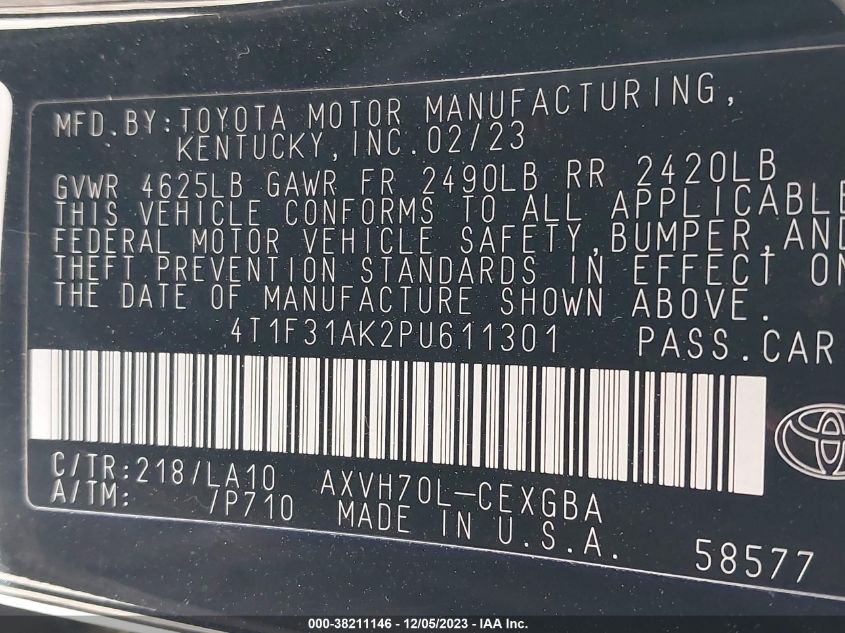 MFD.BY:TOYOTA MOTOR MANUFACTURING,
KENTUCKY,INC.02/23
GVWR 4625LB GAWR FR 2490LB RR 2420LB
THIS VEHICLE CONFORMS TO ALL APPLICABLE
FEDERAL MOTOR VEHICLE SAFETY,BUMPER,AND
THEFT PREVENTION STANDARDS IN EFFECT ON
THE DATE OF MANUFACTURE SHOWN ABOVE.
4T1F31AK2PU611301 PASS.CAR
C/TR:218/LA10 AXVH70L-CEXGBA
A/TM: /P710 MADE IN U.S.A.
58577
000-38211146 - 12/05/2023 - IAA Inc.